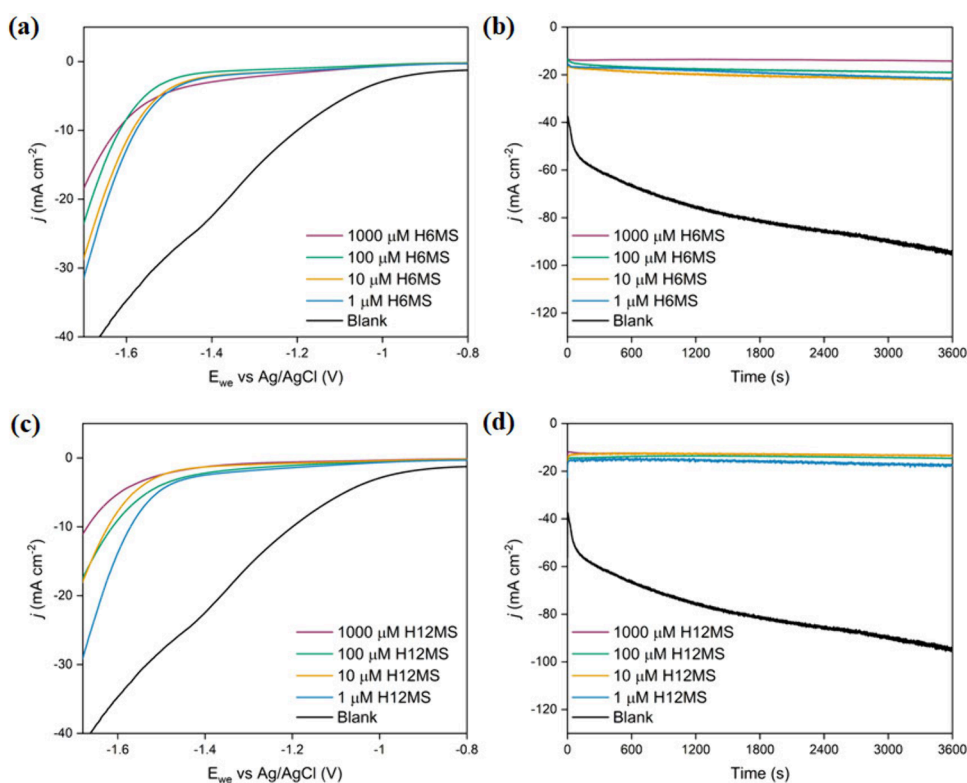 (a)
0
-10
-20
-30
-40
j (mA cm⁻²)
1000 μM H6MS
100 μM H6MS
10 μM H6MS
1 μM H6MS
Blank
-1.6 -1.4 -1.2 -1 -0.8
E_we vs Ag/AgCl (V)
(b)
0
-20
-40
-60
-80
-100
-120
j (mA cm⁻²)
1000 μM H6MS
100 μM H6MS
10 μM H6MS
1 μM H6MS
Blank
0 600 1200 1800 2400 3000 3600
Time (s)
(c)
0
-10
-20
-30
-40
j (mA cm⁻²)
1000 μM H12MS
100 μM H12MS
10 μM H12MS
1 μM H12MS
Blank
-1.6 -1.4 -1.2 -1 -0.8
E_we vs Ag/AgCl (V)
(d)
0
-20
-40
-60
-80
-100
-120
j (mA cm⁻²)
1000 μM H12MS
100 μM H12MS
10 μM H12MS
1 μM H12MS
Blank
0 600 1200 1800 2400 3000 3600
Time (s)